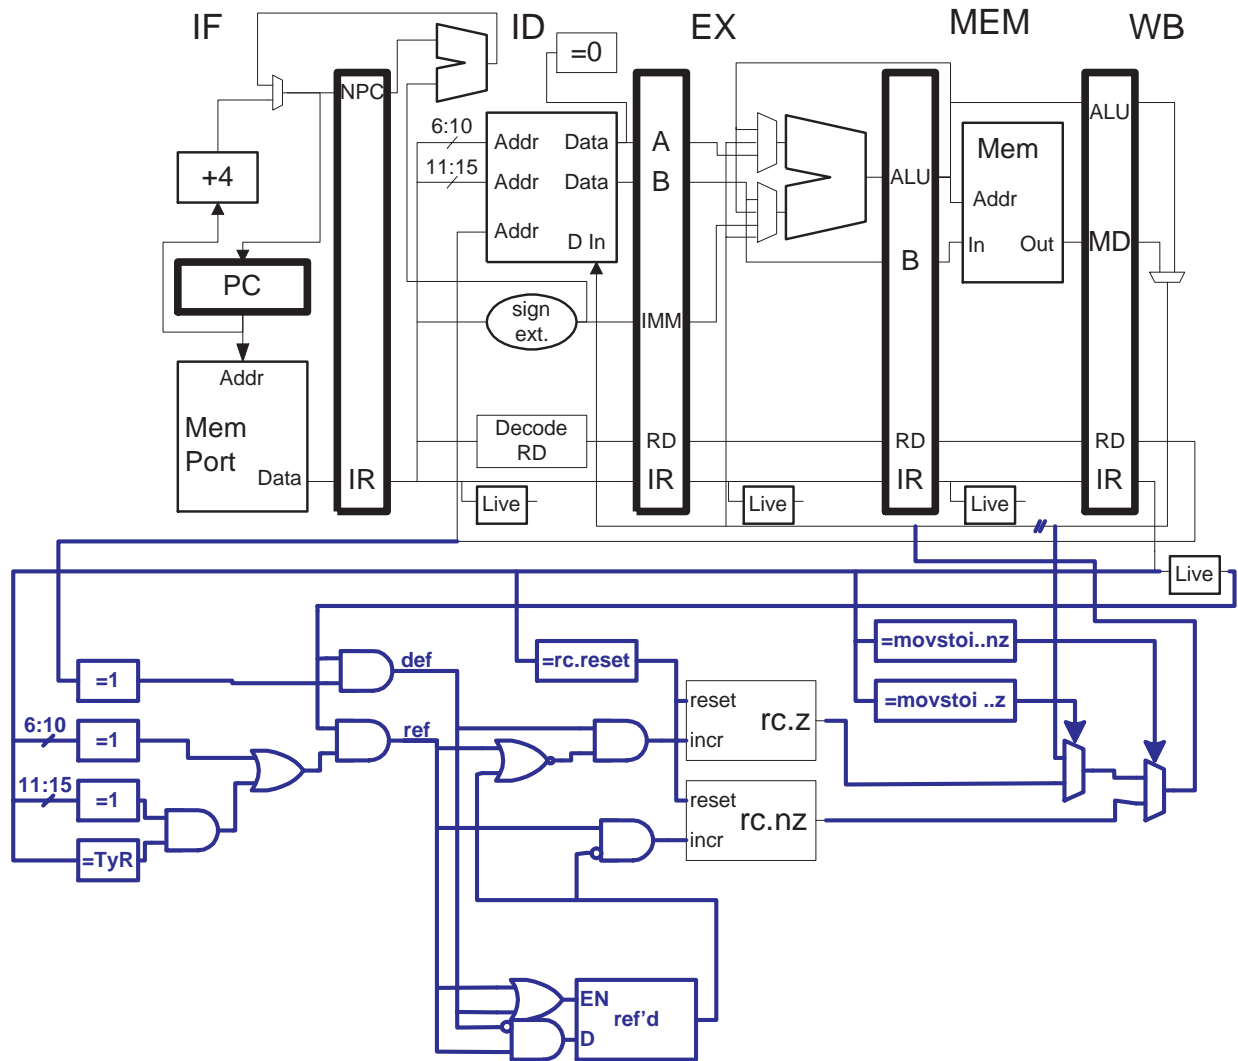 IF ID EX MEM WB
=0
NPC
6:10 Addr Data A
11:15 Addr Data B
Addr
D In
+4
PC
sign
ext.
IMM
ALU
B
Mem
Addr
In Out
ALU
MD
Addr
Mem
Port
Data
Decode
RD
RD RD RD
IR IR IR IR
Live Live Live
Live
=movstoi..nz
=rc.reset
def
=1
=movstoi ..z
reset
rc.z
incr
6:10 =1
ref
11:15 =1
reset
rc.nz
incr
=TyR
EN
ref'd
D